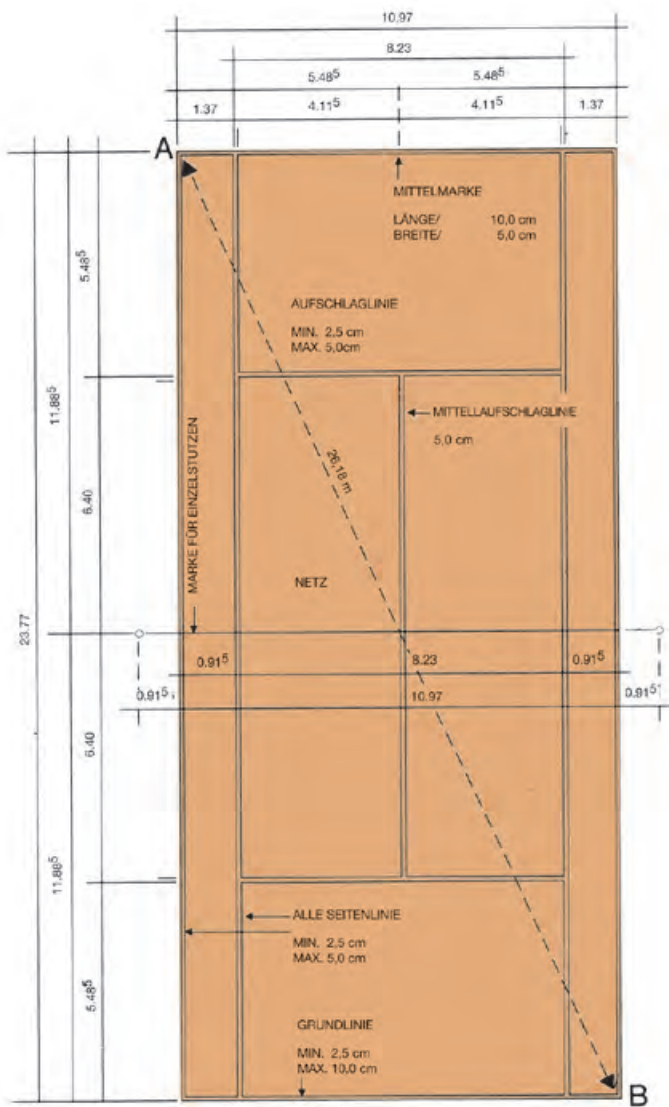 10.97
8.23
5.48⁵ 5.48⁵
1.37 4.11⁵ 4.11⁵ 1.37
A
MITTELMARKE
LÄNGE/ 10,0 cm
BREITE/ 5,0 cm
5.48⁵
AUFSCHLAGLINIE
MIN. 2,5 cm
MAX. 5,0cm
11.88⁵
MITTELLAUFSCHLAGLINIE
5,0 cm
MARKE FÜR EINZELSTÜTZEN
26,18 m
6.40
NETZ
23.77
0.91⁵ 8.23 0.91⁵
0.91⁵ 10.97 0.91⁵
6.40
11.88⁵
ALLE SEITENLINIE
MIN. 2,5 cm
MAX. 5,0 cm
5.48⁵
GRUNDLINIE
MIN. 2,5 cm
MAX. 10,0 cm
B